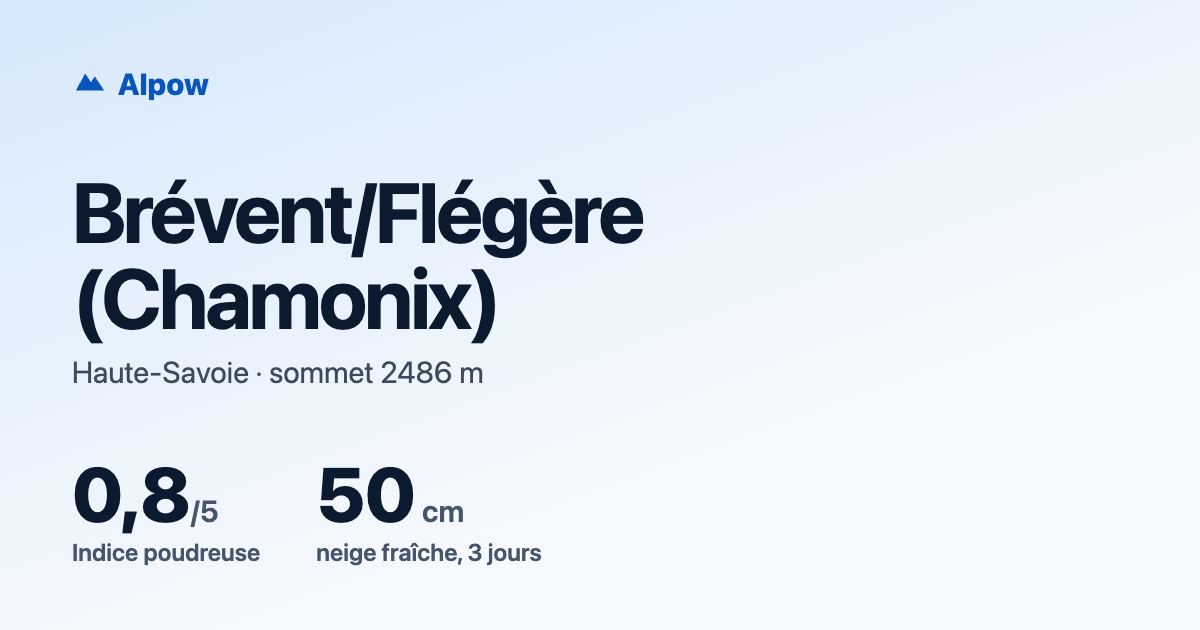 Alpow
Brévent/Flégère
(Chamonix)
Haute-Savoie · sommet 2486 m
0,8/5 50 cm
Indice poudreuse neige fraîche, 3 jours